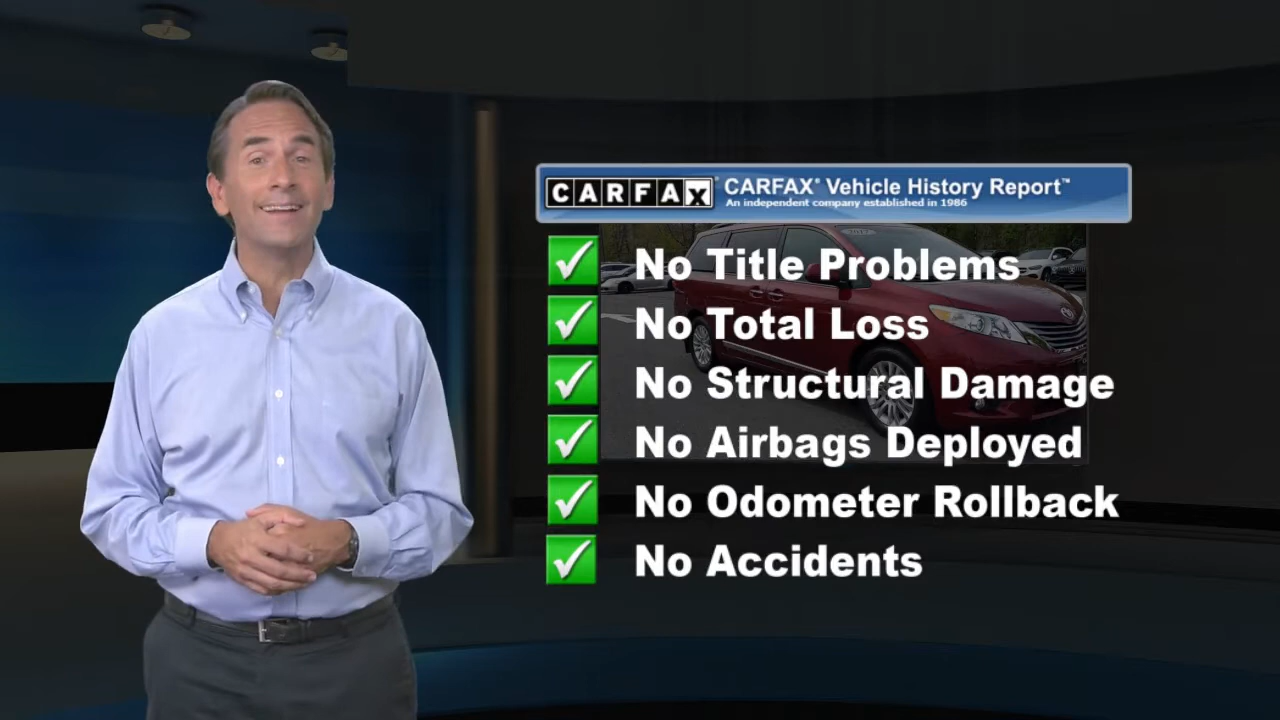 CARFAX® CARFAX® Vehicle History Report™
An independent company established in 1986
No Title Problems
No Total Loss
No Structural Damage
No Airbags Deployed
No Odometer Rollback
No Accidents